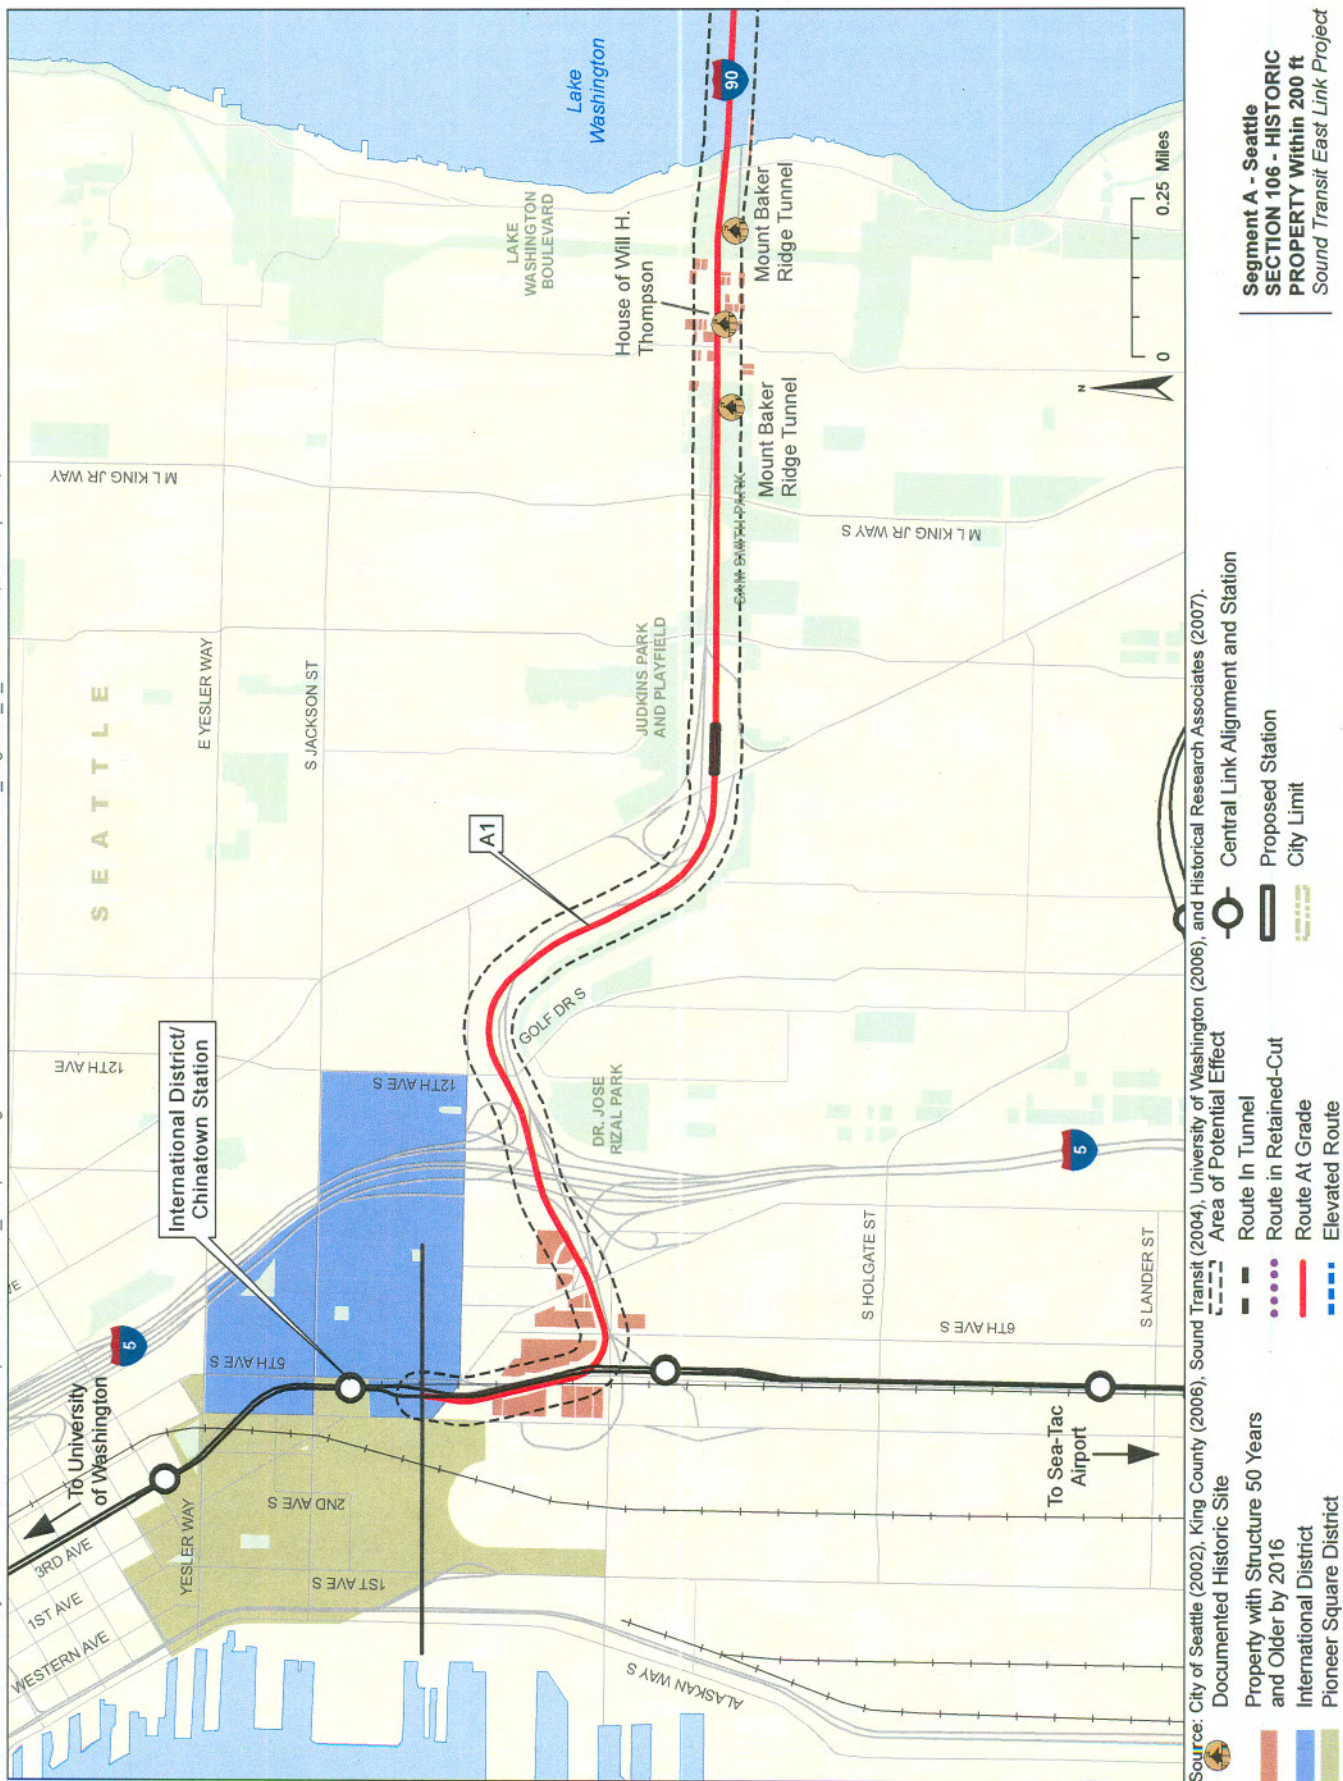 Lake
Washington
90
LAKE
WASHINGTON
BOULEVARD
House of Will H.
Thompson
Mount Baker
Ridge Tunnel
Mount Baker
Ridge Tunnel
0
0.25 Miles
N
M L KING JR WAY
M L KING JR WAY S
SAM SMITH PARK
JUDKINS PARK
AND PLAYFIELD
SEATTLE
E YESLER WAY
S JACKSON ST
A1
International District/
Chinatown Station
12TH AVE
12TH AVE S
GOLF DR S
DR. JOSE
RIZAL PARK
5
5
S HOLGATE ST
S LANDER ST
6TH AVE S
5TH AVE S
To University
of Washington
3RD AVE
1ST AVE
WESTERN AVE
YESLER WAY
2ND AVE S
1ST AVE S
To Sea-Tac
Airport
ALASKAN WAY S
Source: City of Seattle (2002), King County (2006), Sound Transit (2004), University of Washington (2006), and Historical Research Associates (2007).
Documented Historic Site
Property with Structure 50 Years
and Older by 2016
International District
Pioneer Square District
Area of Potential Effect
Route In Tunnel
Route in Retained-Cut
Route At Grade
Elevated Route
Central Link Alignment and Station
Proposed Station
City Limit
Segment A - Seattle
SECTION 106 - HISTORIC
PROPERTY Within 200 ft
Sound Transit East Link Project